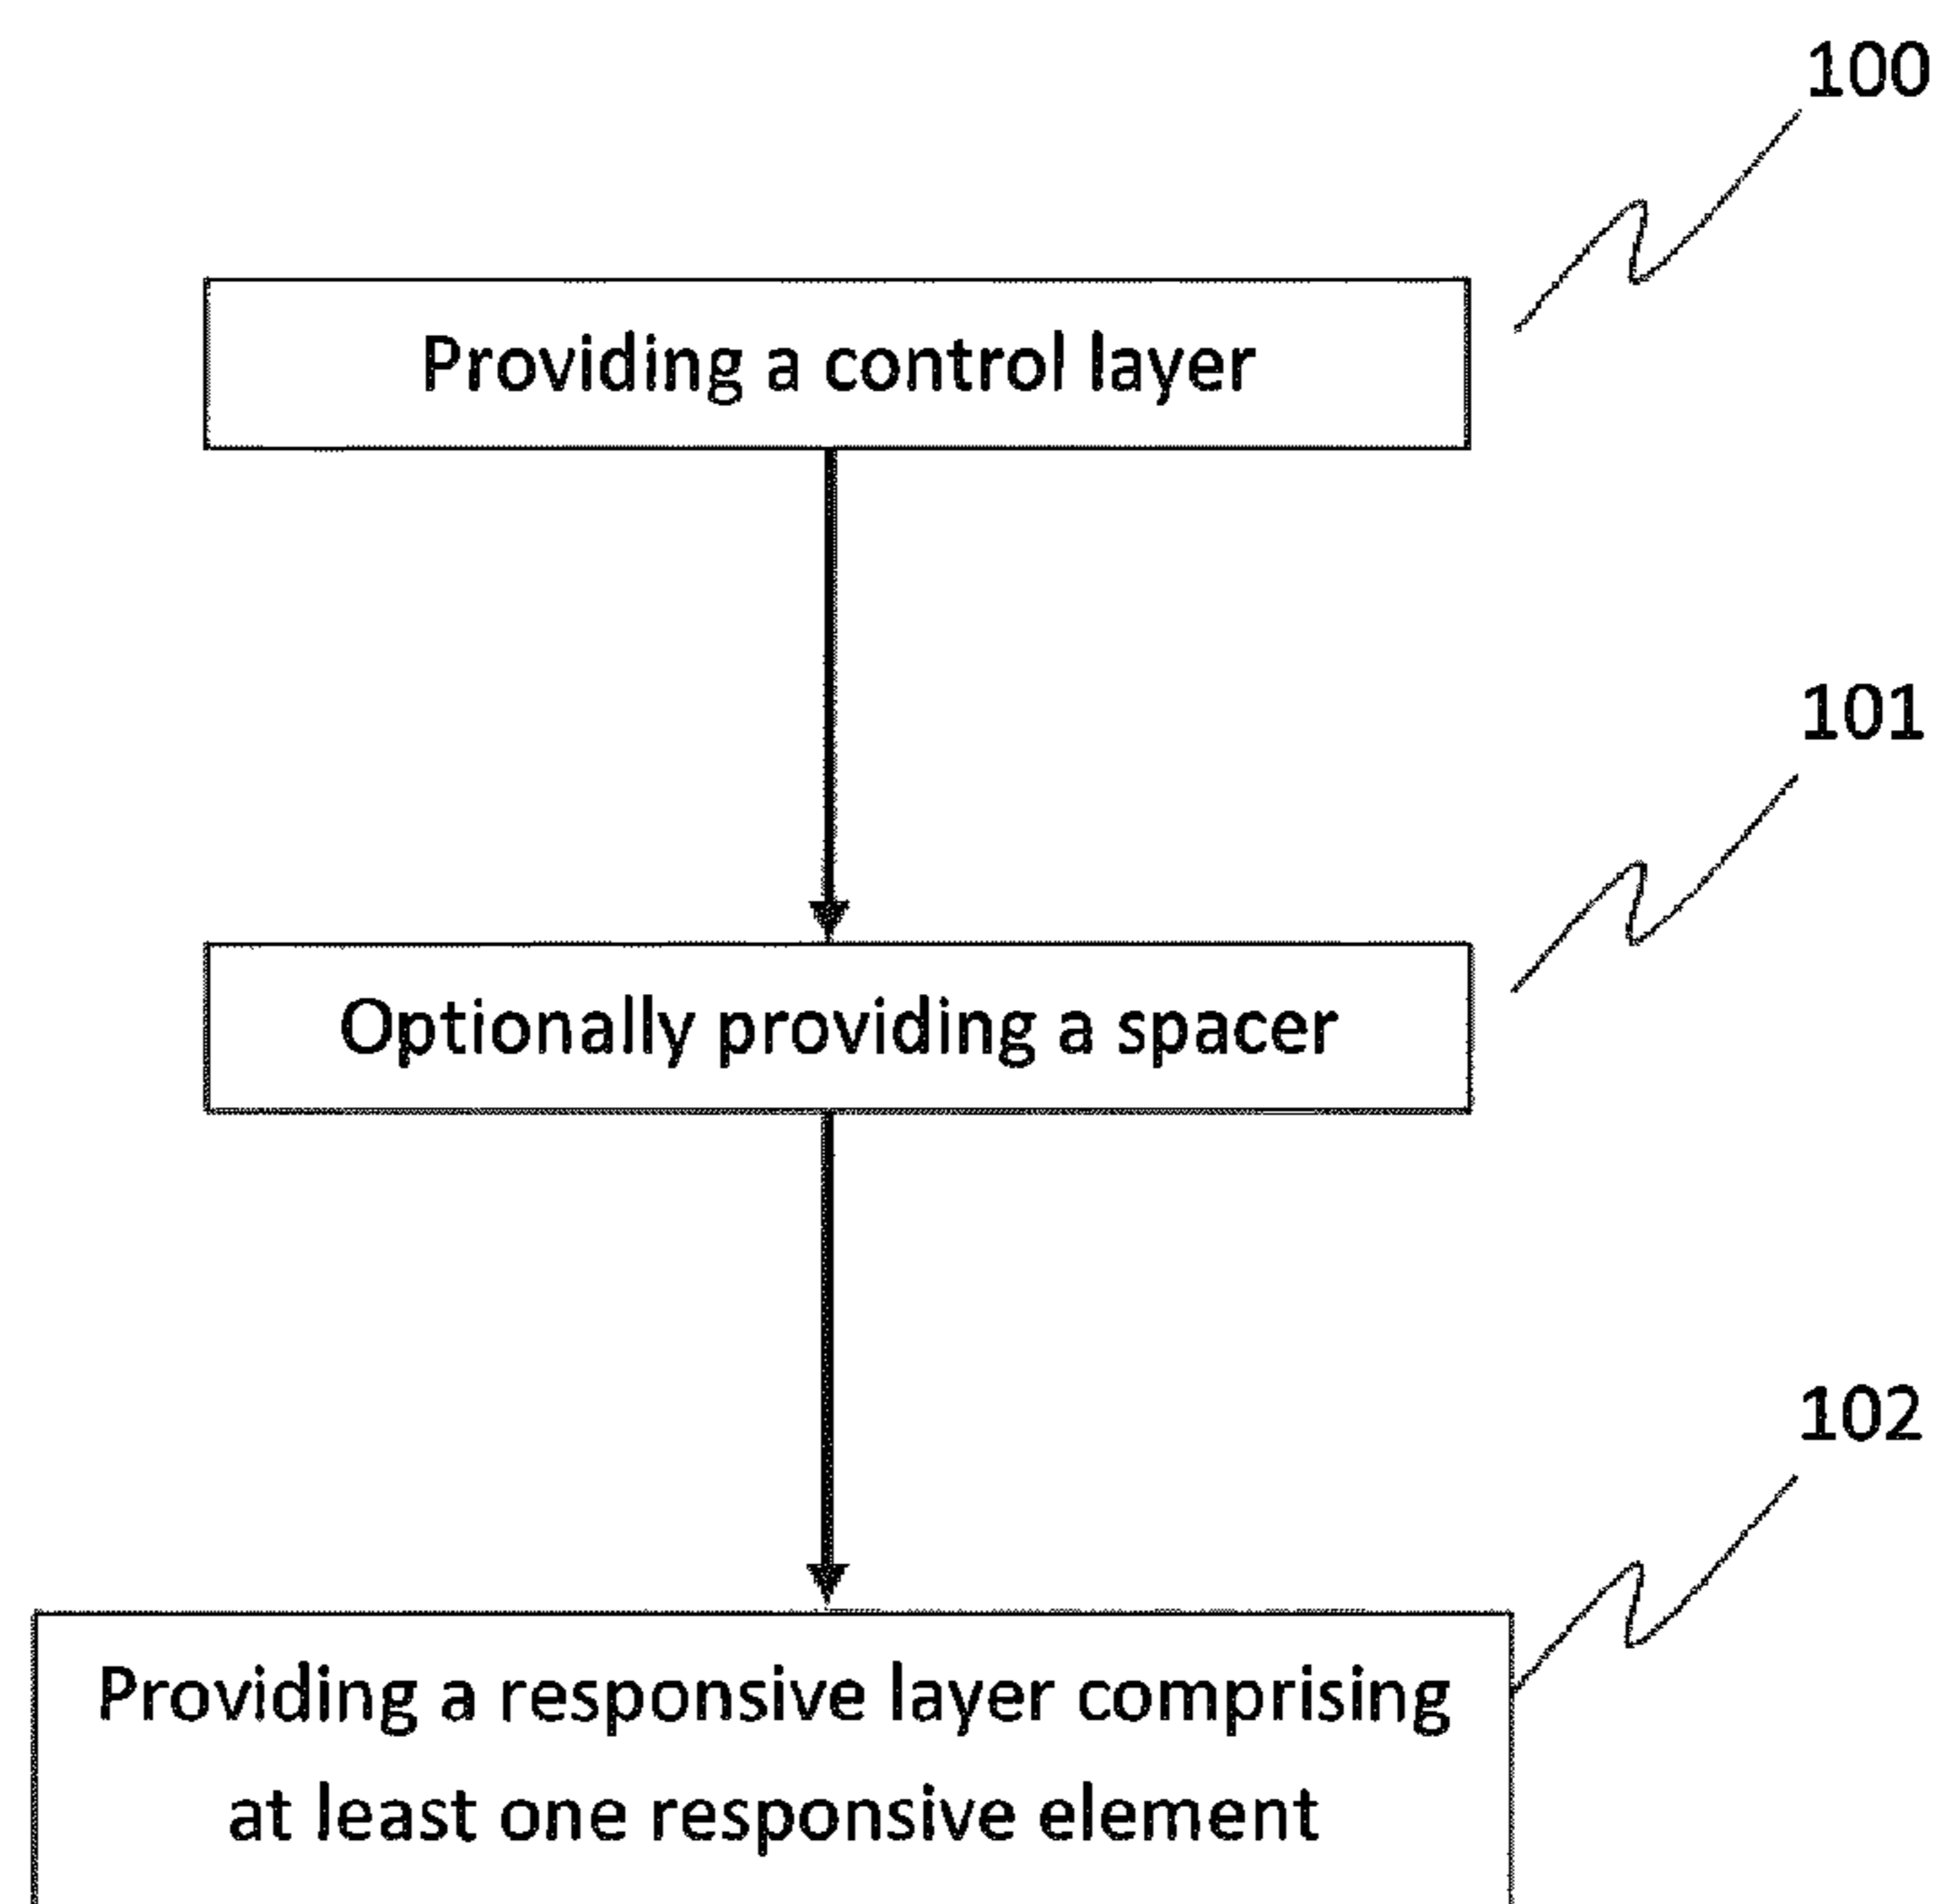 100
Providing a control layer
101
Optionally providing a spacer
102
Providing a responsive layer comprising
at least one responsive element